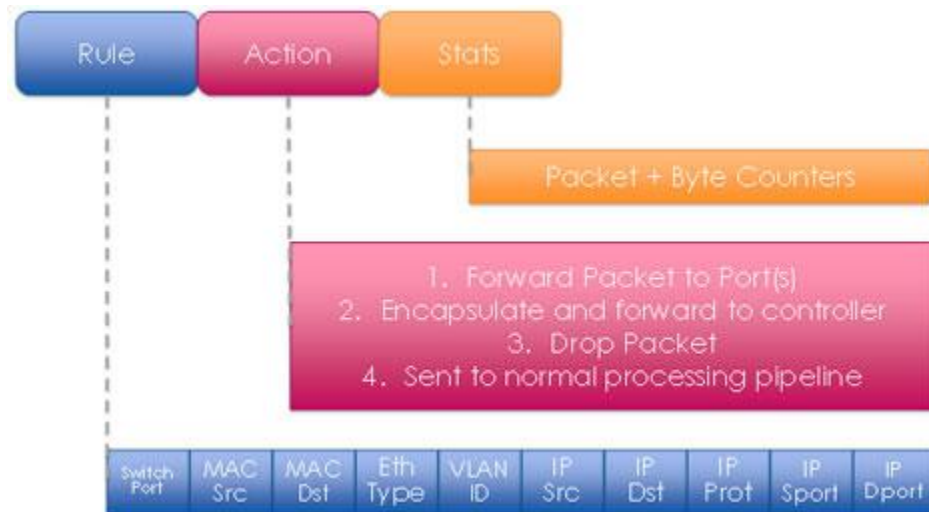 Rule
Action
Stats
Packet + Byte Counters
1. Forward Packet to Port(s)
2. Encapsulate and forward to controller
3. Drop Packet
4. Sent to normal processing pipeline
Switch Port
MAC Src
MAC Dst
Eth Type
VLAN ID
IP Src
IP Dst
IP Prot
IP Sport
IP Dport